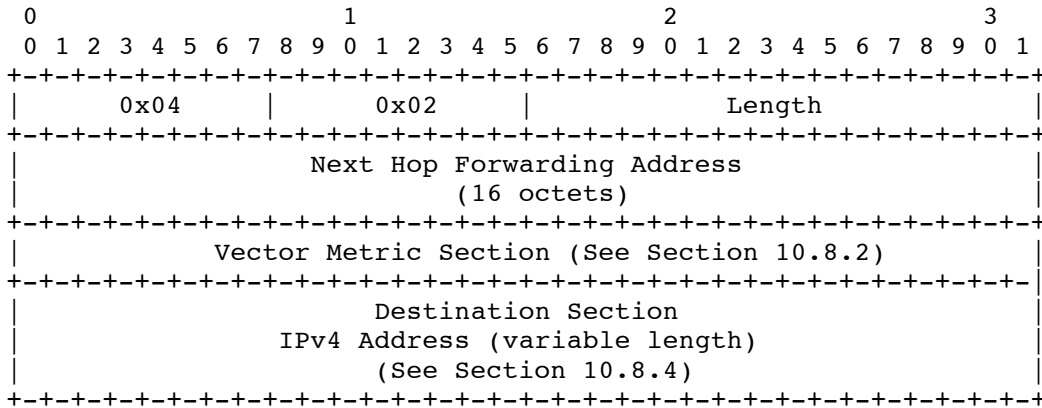 0                   1                   2                   3
 0 1 2 3 4 5 6 7 8 9 0 1 2 3 4 5 6 7 8 9 0 1 2 3 4 5 6 7 8 9 0 1
+-+-+-+-+-+-+-+-+-+-+-+-+-+-+-+-+-+-+-+-+-+-+-+-+-+-+-+-+-+-+-+-+
|      0x04     |      0x02     |            Length             |
+-+-+-+-+-+-+-+-+-+-+-+-+-+-+-+-+-+-+-+-+-+-+-+-+-+-+-+-+-+-+-+-+
|                  Next Hop Forwarding Address                  |
|                           (16 octets)                         |
+-+-+-+-+-+-+-+-+-+-+-+-+-+-+-+-+-+-+-+-+-+-+-+-+-+-+-+-+-+-+-+-+
|            Vector Metric Section (See Section 10.8.2)         |
+-+-+-+-+-+-+-+-+-+-+-+-+-+-+-+-+-+-+-+-+-+-+-+-+-+-+-+-+-+-+-+-|
|                      Destination Section                      |
|                IPv4 Address (variable length)                 |
|                      (See Section 10.8.4)                     |
+-+-+-+-+-+-+-+-+-+-+-+-+-+-+-+-+-+-+-+-+-+-+-+-+-+-+-+-+-+-+-+-+